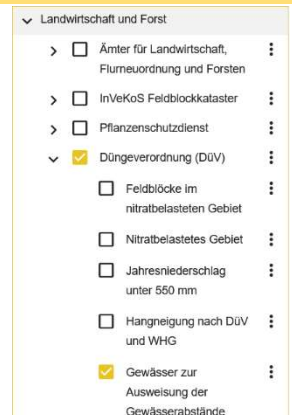 Landwirtschaft und Forst
Ämter für Landwirtschaft,
Flurneuordnung und Forsten
InVeKoS Feldblockkataster
Pflanzenschutzdienst
Düngeverordnung (DüV)
Feldblöcke im
nitratbelasteten Gebiet
Nitratbelastetes Gebiet
Jahresniederschlag
unter 550 mm
Hangneigung nach DüV
und WHG
Gewässer zur
Ausweisung der
Gewässerabstände